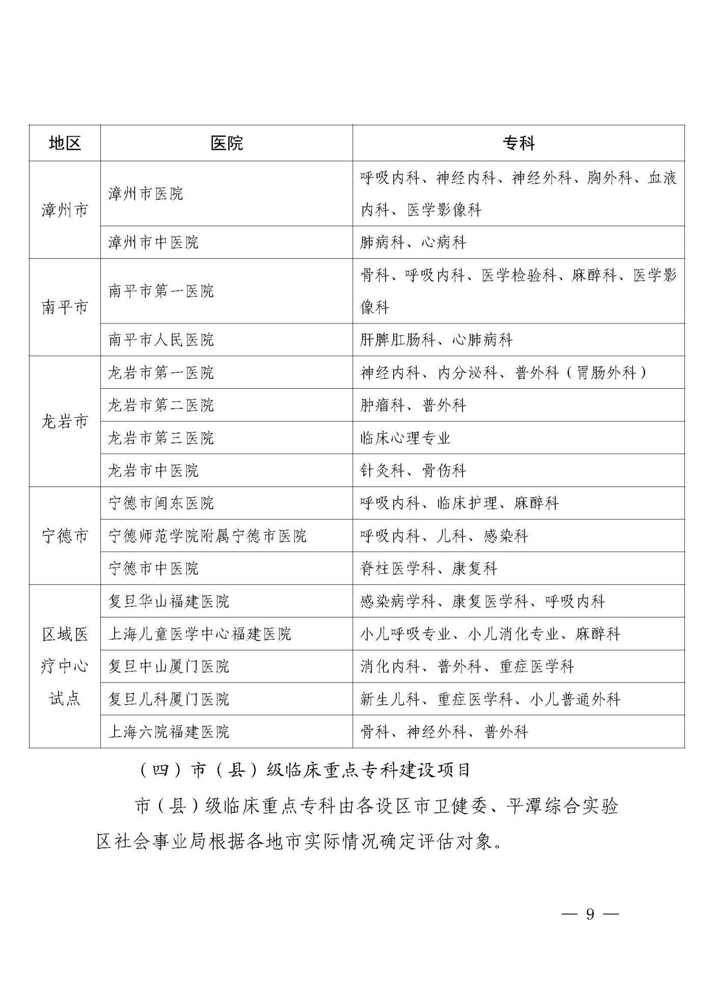 地区 医院 专科
漳州市 漳州市医院 呼吸内科、神经内科、神经外科、胸外科、血液
内科、医学影像科
漳州市中医院 肺病科、心病科
南平市 南平市第一医院 骨科、呼吸内科、医学检验科、麻醉科、医学影
像科
南平市人民医院 肝脾肛肠科、心肺病科
龙岩市 龙岩市第一医院 神经内科、内分泌科、普外科（胃肠外科）
龙岩市第二医院 肿瘤科、普外科
龙岩市第三医院 临床心理专业
龙岩市中医院 针灸科、骨伤科
宁德市 宁德市闽东医院 呼吸内科、临床护理、麻醉科
宁德师范学院附属宁德市医院 呼吸内科、儿科、感染科
宁德市中医院 脊柱医学科、康复科
区域医
疗中心
试点
复旦华山福建医院 感染病学科、康复医学科、呼吸内科
上海儿童医学中心福建医院 小儿呼吸专业、小儿消化专业、麻醉科
复旦中山厦门医院 消化内科、普外科、重症医学科
复旦儿科厦门医院 新生儿科、重症医学科、小儿普通外科
上海六院福建医院 骨科、神经外科、普外科
（四）市（县）级临床重点专科建设项目
市（县）级临床重点专科由各设区市卫健委、平潭综合实验
区社会事业局根据各地市实际情况确定评估对象。
— 9 —